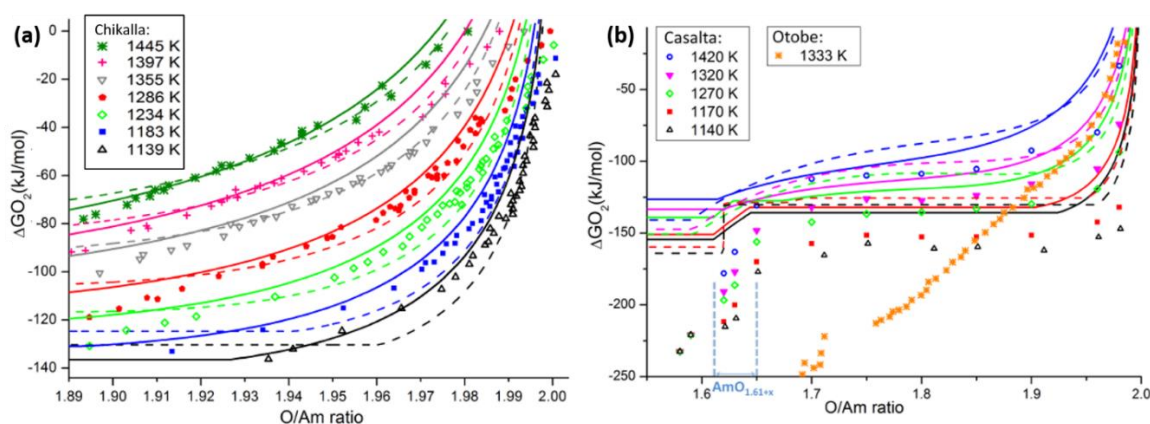 (a)
Chikalla:
1445 K
1397 K
1355 K
1286 K
1234 K
1183 K
1139 K
ΔGO2(kJ/mol)
0
-20
-40
-60
-80
-100
-120
-140
1.89 1.90 1.91 1.92 1.93 1.94 1.95 1.96 1.97 1.98 1.99 2.00
O/Am ratio
(b)
Casalta:
1420 K
1320 K
1270 K
1170 K
1140 K
Otobe:
1333 K
ΔGO2(kJ/mol)
0
-50
-100
-150
-200
-250
AmO1.61+x
1.6 1.7 1.8 1.9 2.0
O/Am ratio